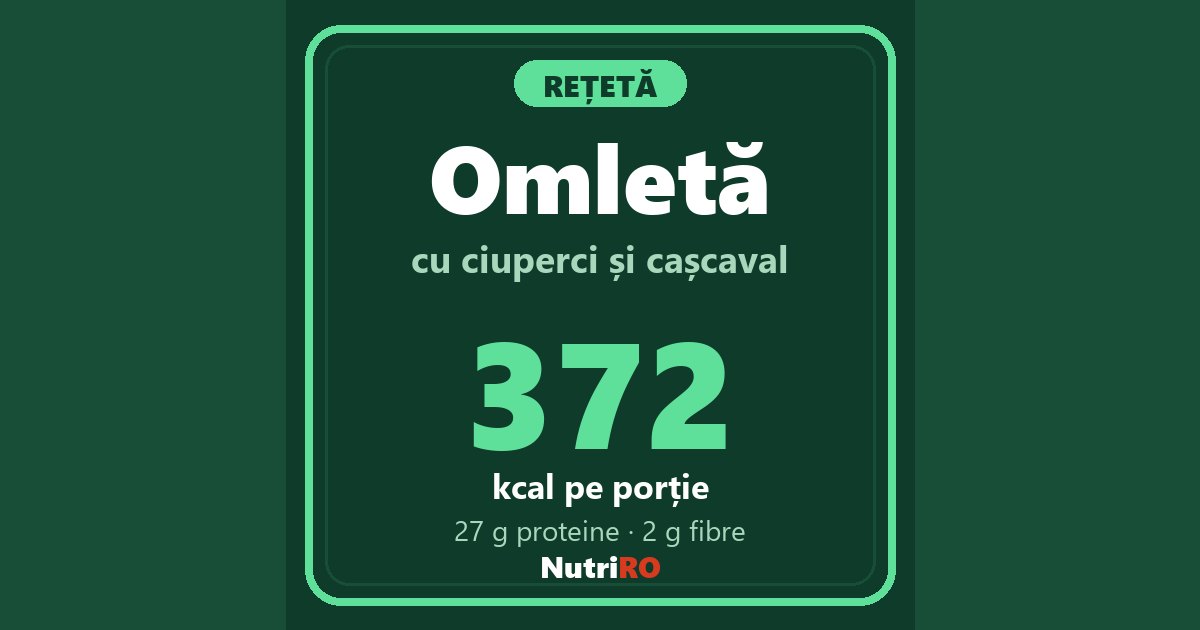 REȚETĂ
Omletă
cu ciuperci și cașcaval
372
kcal pe porție
27 g proteine · 2 g fibre
NutriRO